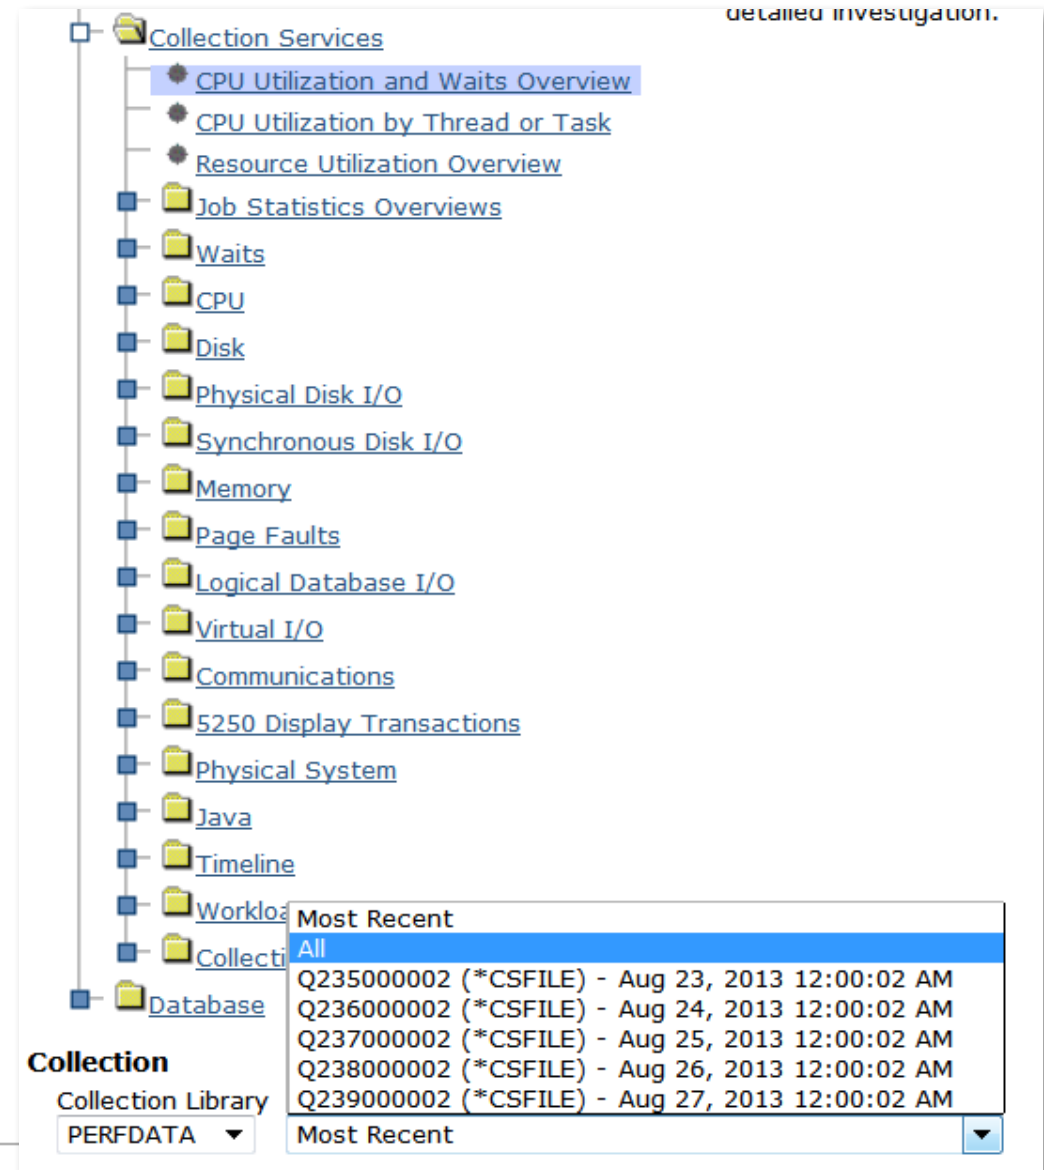 detailed investigation.
Collection Services
CPU Utilization and Waits Overview
CPU Utilization by Thread or Task
Resource Utilization Overview
Job Statistics Overviews
Waits
CPU
Disk
Physical Disk I/O
Synchronous Disk I/O
Memory
Page Faults
Logical Database I/O
Virtual I/O
Communications
5250 Display Transactions
Physical System
Java
Timeline
Workloa
Collecti
Database
Most Recent
All
Q235000002 (*CSFILE) - Aug 23, 2013 12:00:02 AM
Q236000002 (*CSFILE) - Aug 24, 2013 12:00:02 AM
Q237000002 (*CSFILE) - Aug 25, 2013 12:00:02 AM
Q238000002 (*CSFILE) - Aug 26, 2013 12:00:02 AM
Q239000002 (*CSFILE) - Aug 27, 2013 12:00:02 AM
Collection
Collection Library
PERFDATA
Most Recent